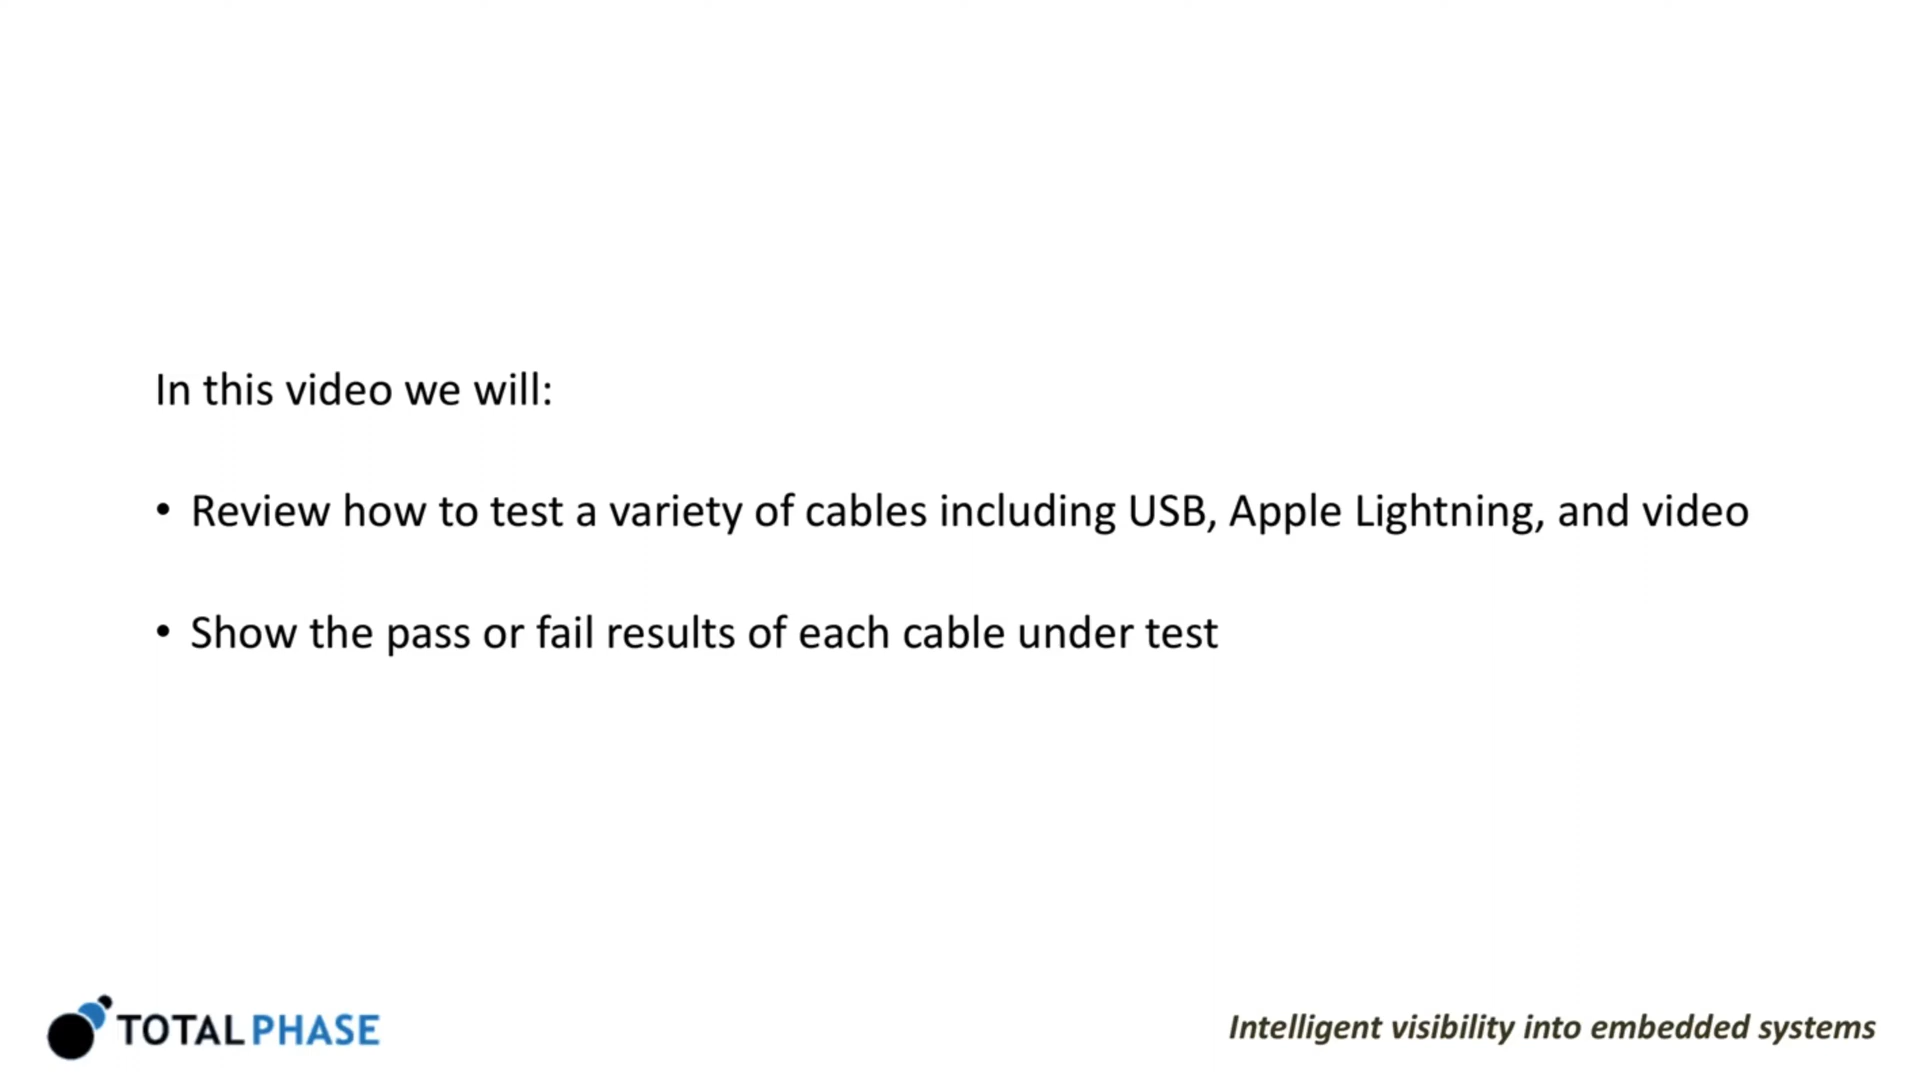 In this video we will:
• Review how to test a variety of cables including USB, Apple Lightning, and video
• Show the pass or fail results of each cable under test
TOTAL PHASE
Intelligent visibility into embedded systems